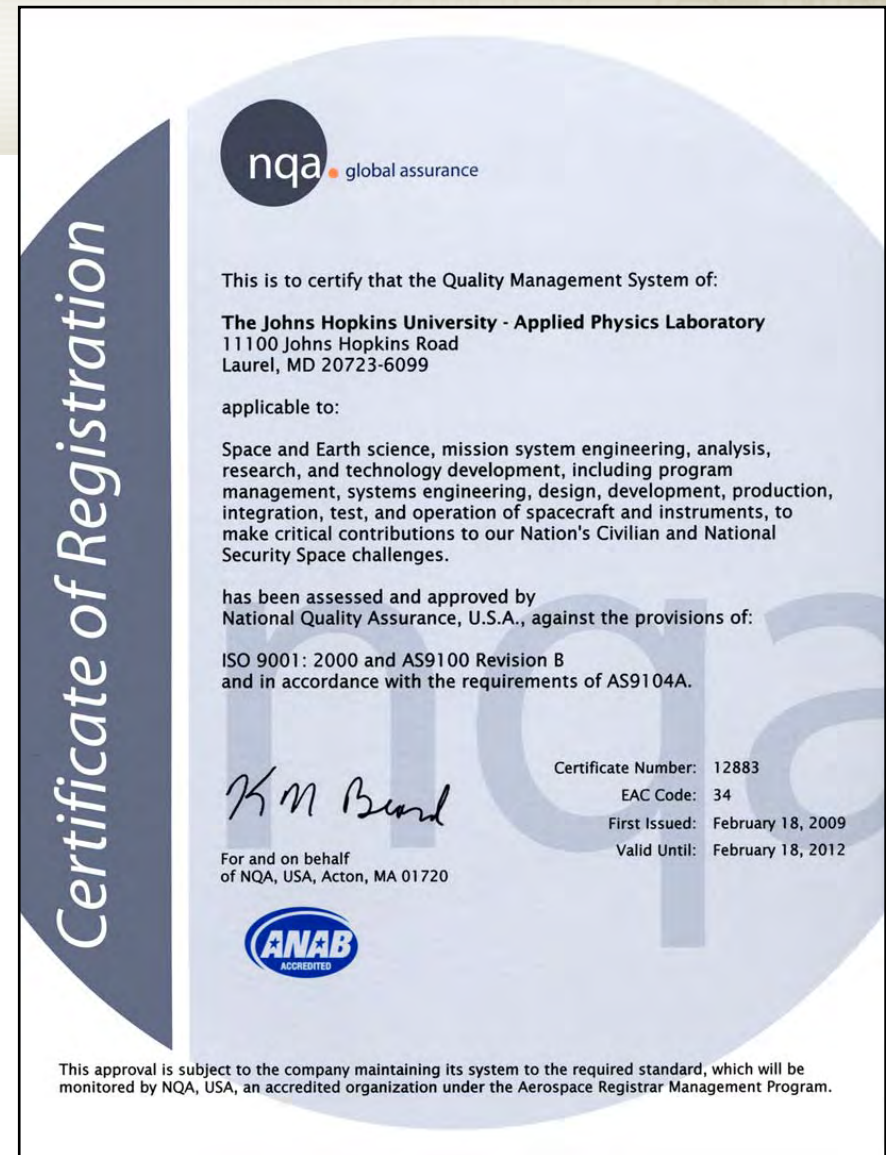 Certificate of Registration
nqa. global assurance
This is to certify that the Quality Management System of:
The Johns Hopkins University - Applied Physics Laboratory
11100 Johns Hopkins Road
Laurel, MD 20723-6099
applicable to:
Space and Earth science, mission system engineering, analysis,
research, and technology development, including program
management, systems engineering, design, development, production,
integration, test, and operation of spacecraft and instruments, to
make critical contributions to our Nation's Civilian and National
Security Space challenges.
has been assessed and approved by
National Quality Assurance, U.S.A., against the provisions of:
ISO 9001: 2000 and AS9100 Revision B
and in accordance with the requirements of AS9104A.
nqa
K M Beard
Certificate Number: 12883
EAC Code: 34
First Issued: February 18, 2009
Valid Until: February 18, 2012
For and on behalf
of NQA, USA, Acton, MA 01720
ANAB
ACCREDITED
This approval is subject to the company maintaining its system to the required standard, which will be
monitored by NQA, USA, an accredited organization under the Aerospace Registrar Management Program.